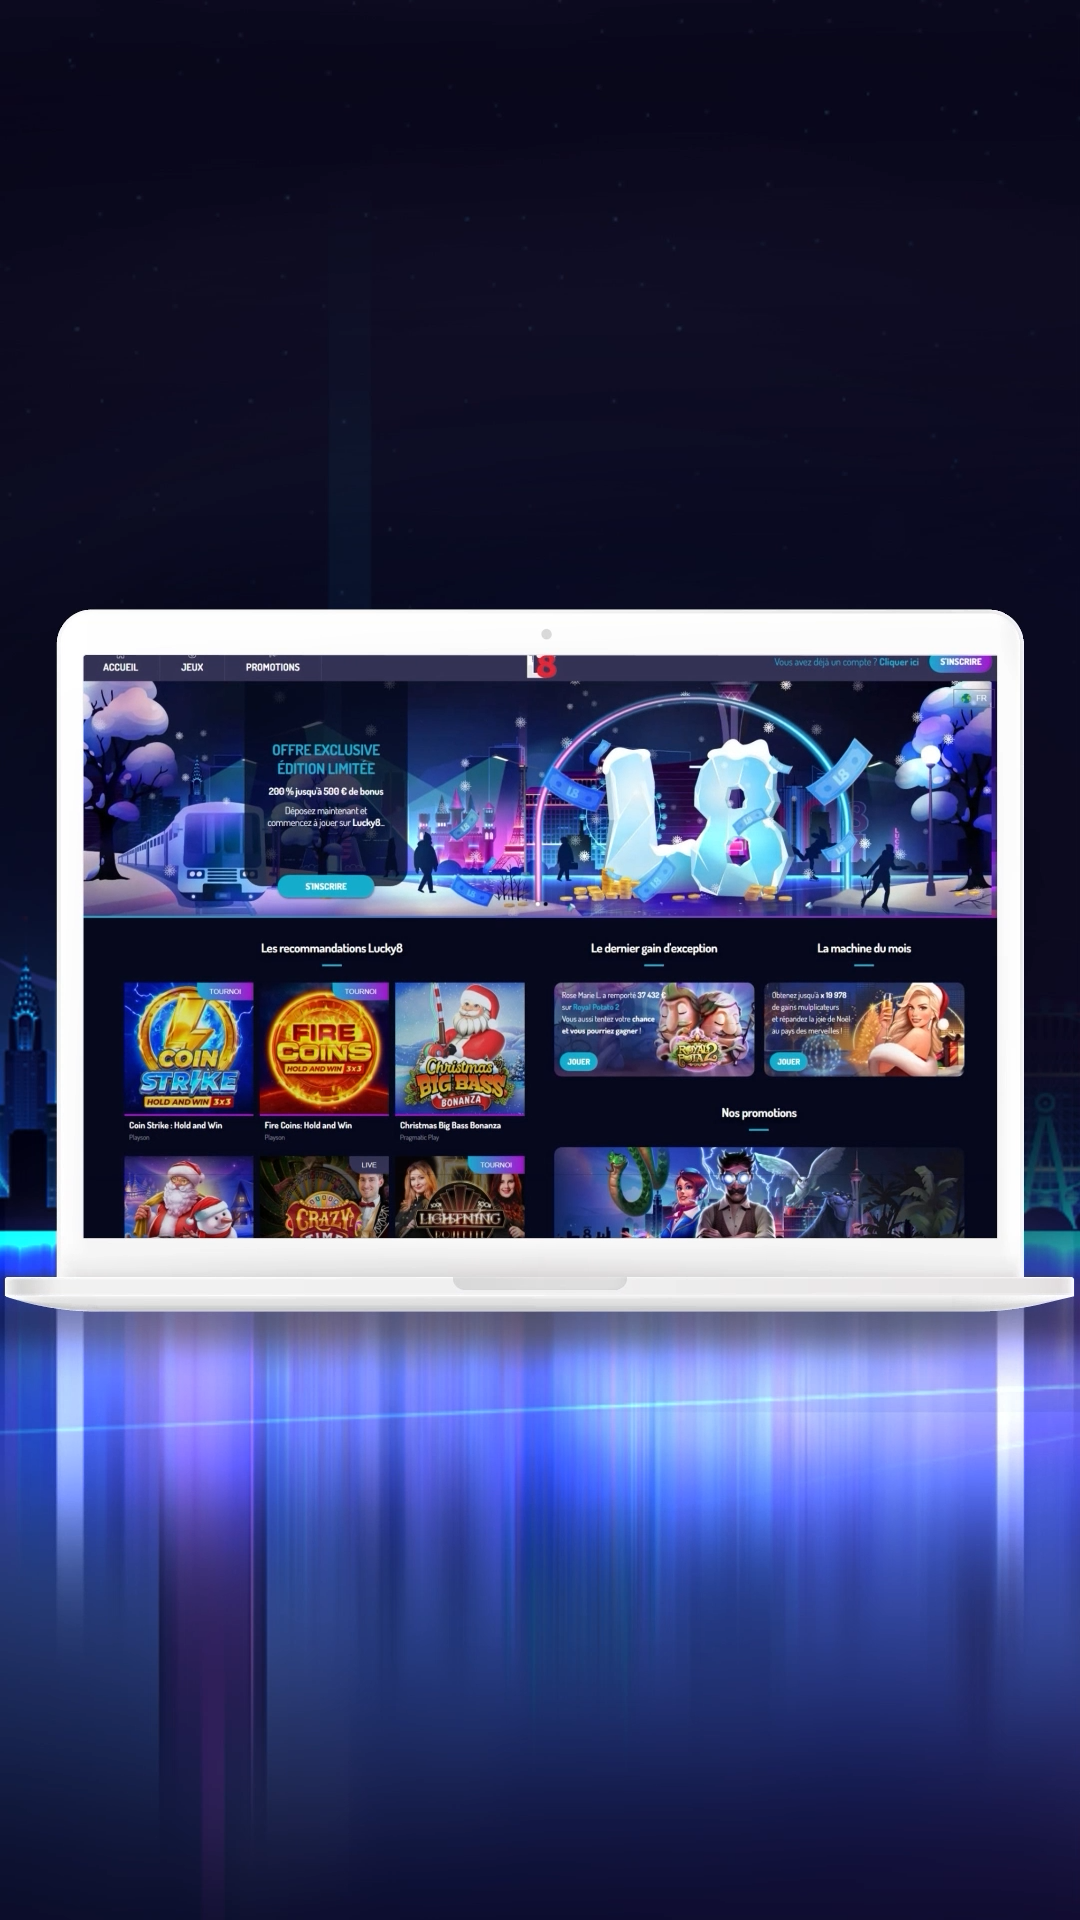 ACCUEIL
JEUX
PROMOTIONS
L8
Vous avez déjà un compte ? Cliquer ici
S'INSCRIRE
FR
OFFRE EXCLUSIVE
ÉDITION LIMITÉE
200 % jusqu'à 500 € de bonus
Déposez maintenant et
commencez à jouer sur Lucky8...
S'INSCRIRE
L8
Les recommandations Lucky8
TOURNOI
COIN
STRIKE
HOLD AND WIN 3x3
Coin Strike : Hold and Win
Playson
TOURNOI
FIRE
COINS
HOLD AND WIN 3x3
Fire Coins: Hold and Win
Playson
Christmas
BIG BASS
BONANZA
Christmas Big Bass Bonanza
Pragmatic Play
LIVE
CRAZY
TIME
TOURNOI
LIGHTNING
Le dernier gain d'exception
Rose Marie L. a remporté 37 432 €
sur Royal Potato 2
Vous aussi tentez votre chance
et vous pourriez gagner !
JOUER
La machine du mois
Obtenez jusqu'à x 19 978
de gains mulplicateurs
et répandez la joie de Noël
au pays des merveilles !
JOUER
Nos promotions